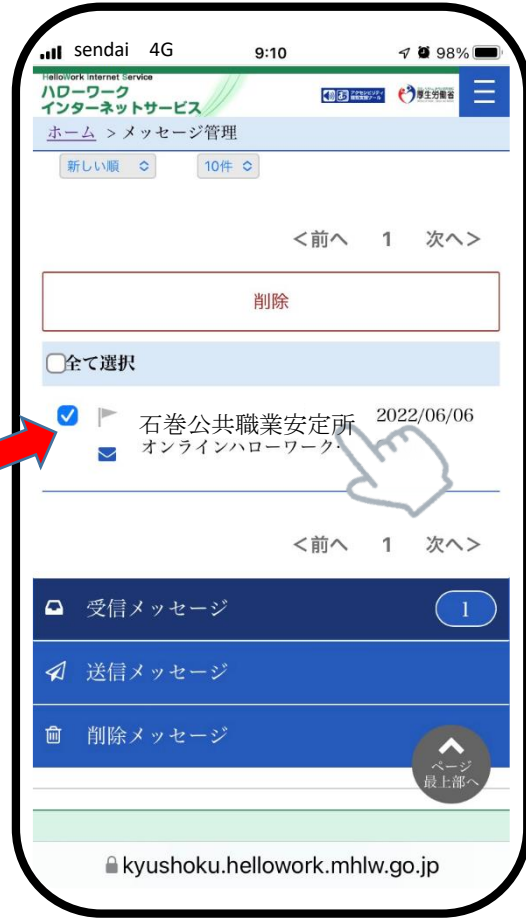 sendai 4G 9:10 98%
HelloWork Internet Service
ハローワーク
インターネットサービス
厚生労働省
ホーム > メッセージ管理
新しい順 10件
<前へ 1 次へ>
削除
全て選択
石巻公共職業安定所 2022/06/06
オンラインハローワーク
<前へ 1 次へ>
受信メッセージ 1
送信メッセージ
削除メッセージ
ページ
最上部へ
kyushoku.hellowork.mhlw.go.jp